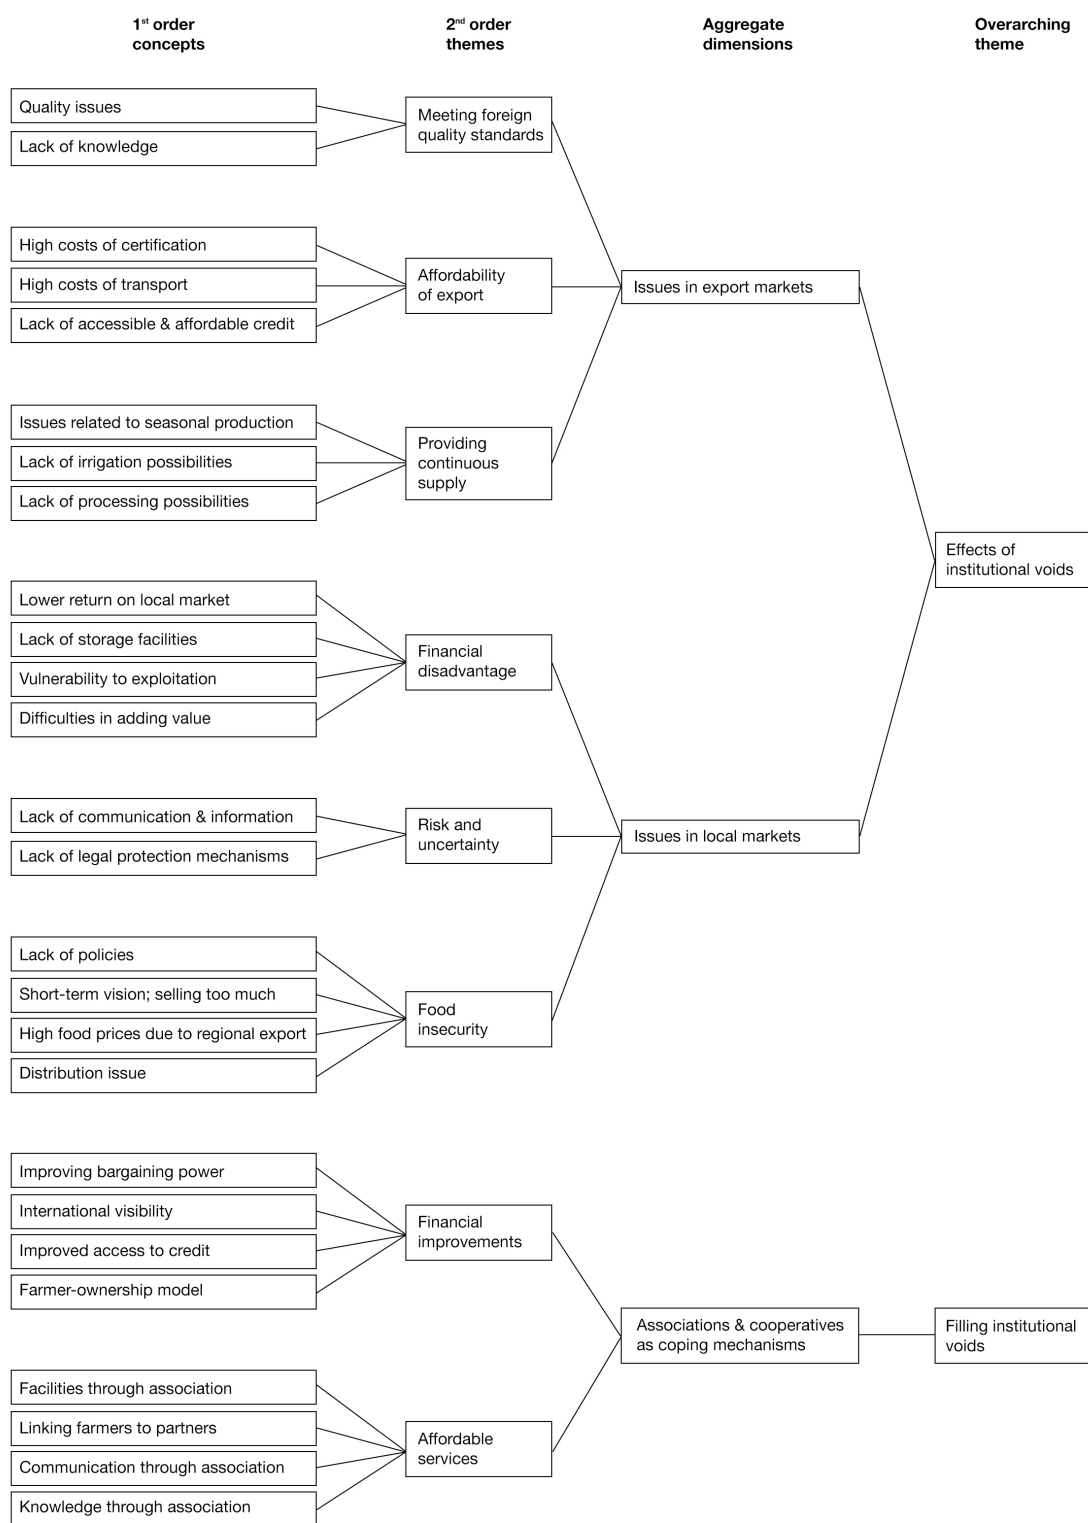 1st order
concepts
2nd order
themes
Aggregate
dimensions
Overarching
theme
Quality issues
Lack of knowledge
Meeting foreign
quality standards
High costs of certification
High costs of transport
Lack of accessible & affordable credit
Affordability
of export
Issues in export markets
Issues related to seasonal production
Lack of irrigation possibilities
Lack of processing possibilities
Providing
continuous
supply
Effects of
institutional voids
Lower return on local market
Lack of storage facilities
Vulnerability to exploitation
Difficulties in adding value
Financial
disadvantage
Lack of communication & information
Lack of legal protection mechanisms
Risk and
uncertainty
Issues in local markets
Lack of policies
Short-term vision; selling too much
High food prices due to regional export
Distribution issue
Food
insecurity
Improving bargaining power
International visibility
Improved access to credit
Farmer-ownership model
Financial
improvements
Associations & cooperatives
as coping mechanisms
Filling institutional
voids
Facilities through association
Linking farmers to partners
Communication through association
Knowledge through association
Affordable
services